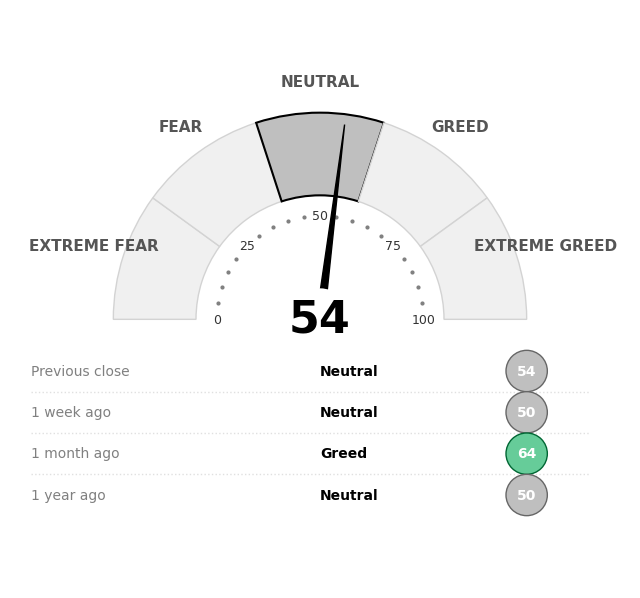 NEUTRAL
FEAR
GREED
50
25
75
EXTREME FEAR
EXTREME GREED
0
54
100
Previous close Neutral 54
1 week ago Neutral 50
1 month ago Greed 64
1 year ago Neutral 50